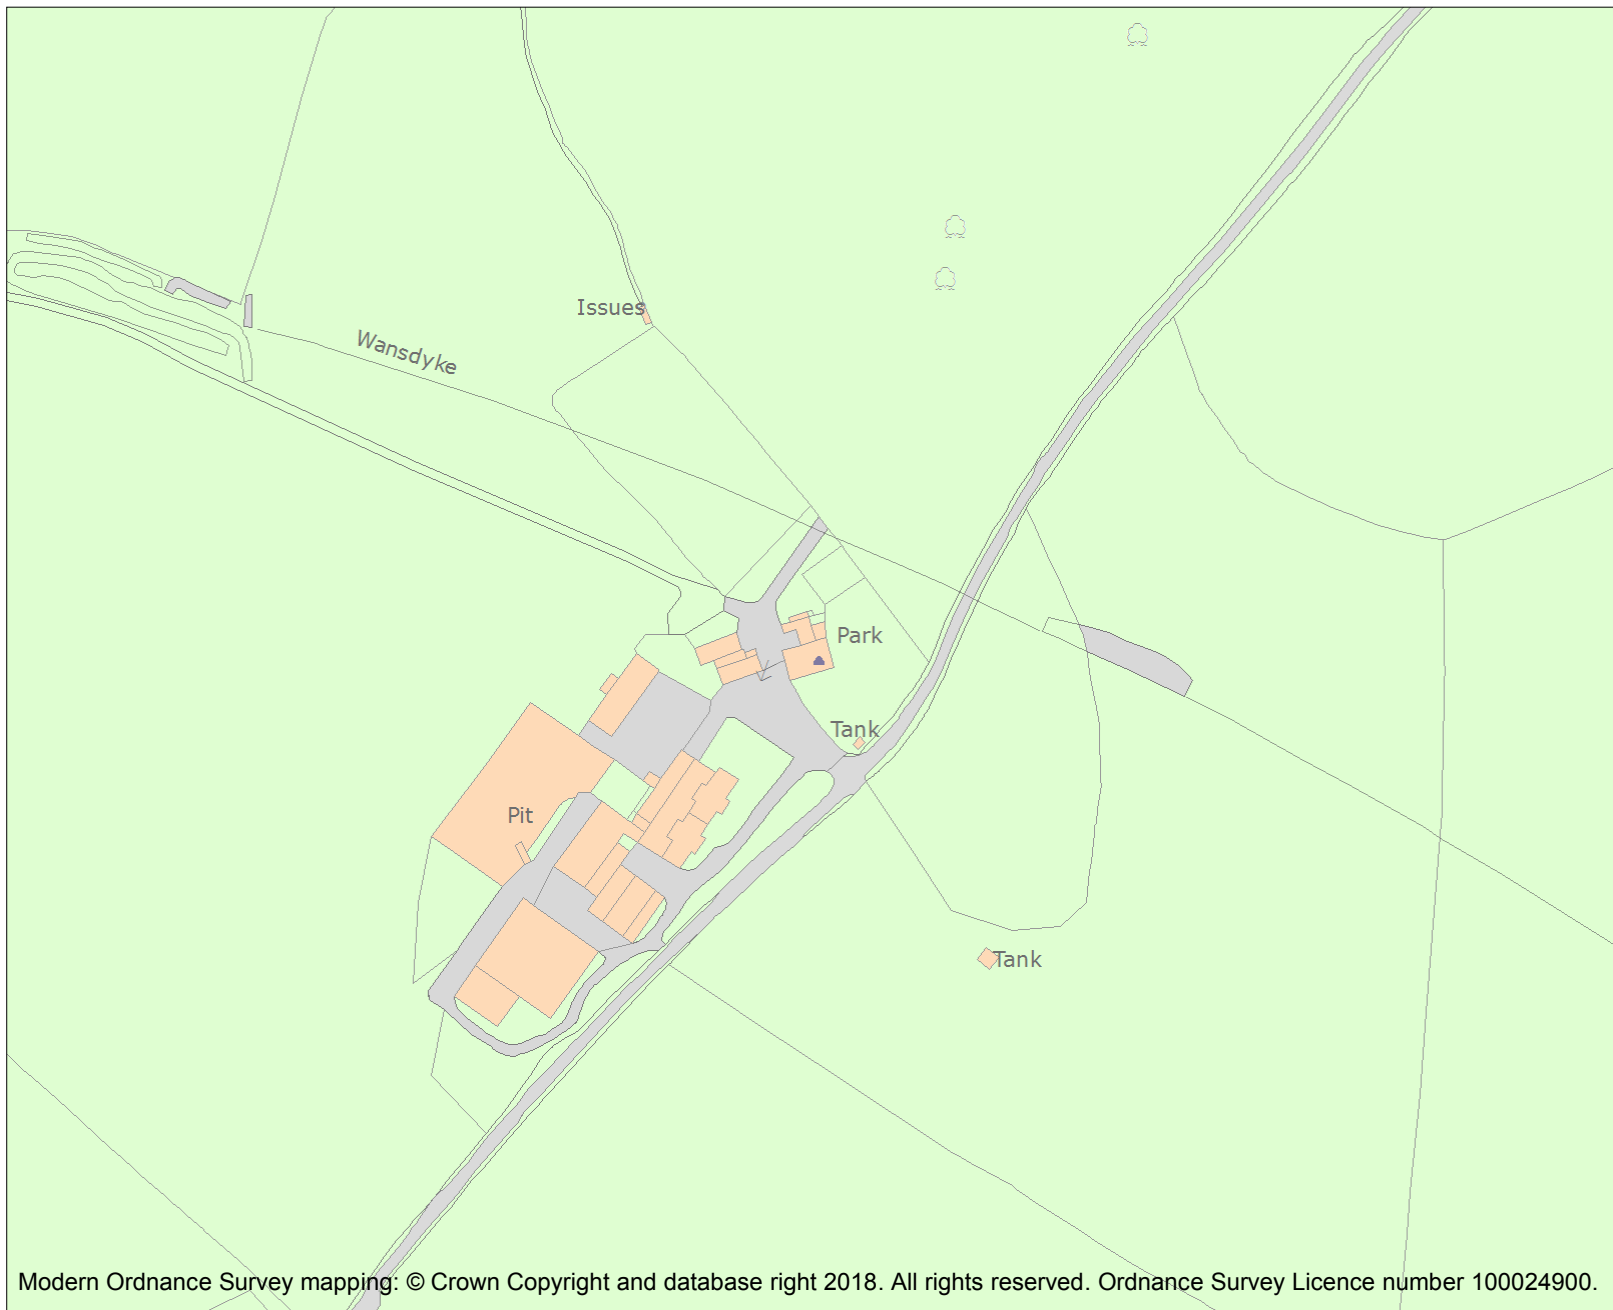 Issues
Wansdyke
Park
Tank
Pit
Tank
Modern Ordnance Survey mapping: © Crown Copyright and database right 2018. All rights reserved. Ordnance Survey Licence number 100024900.